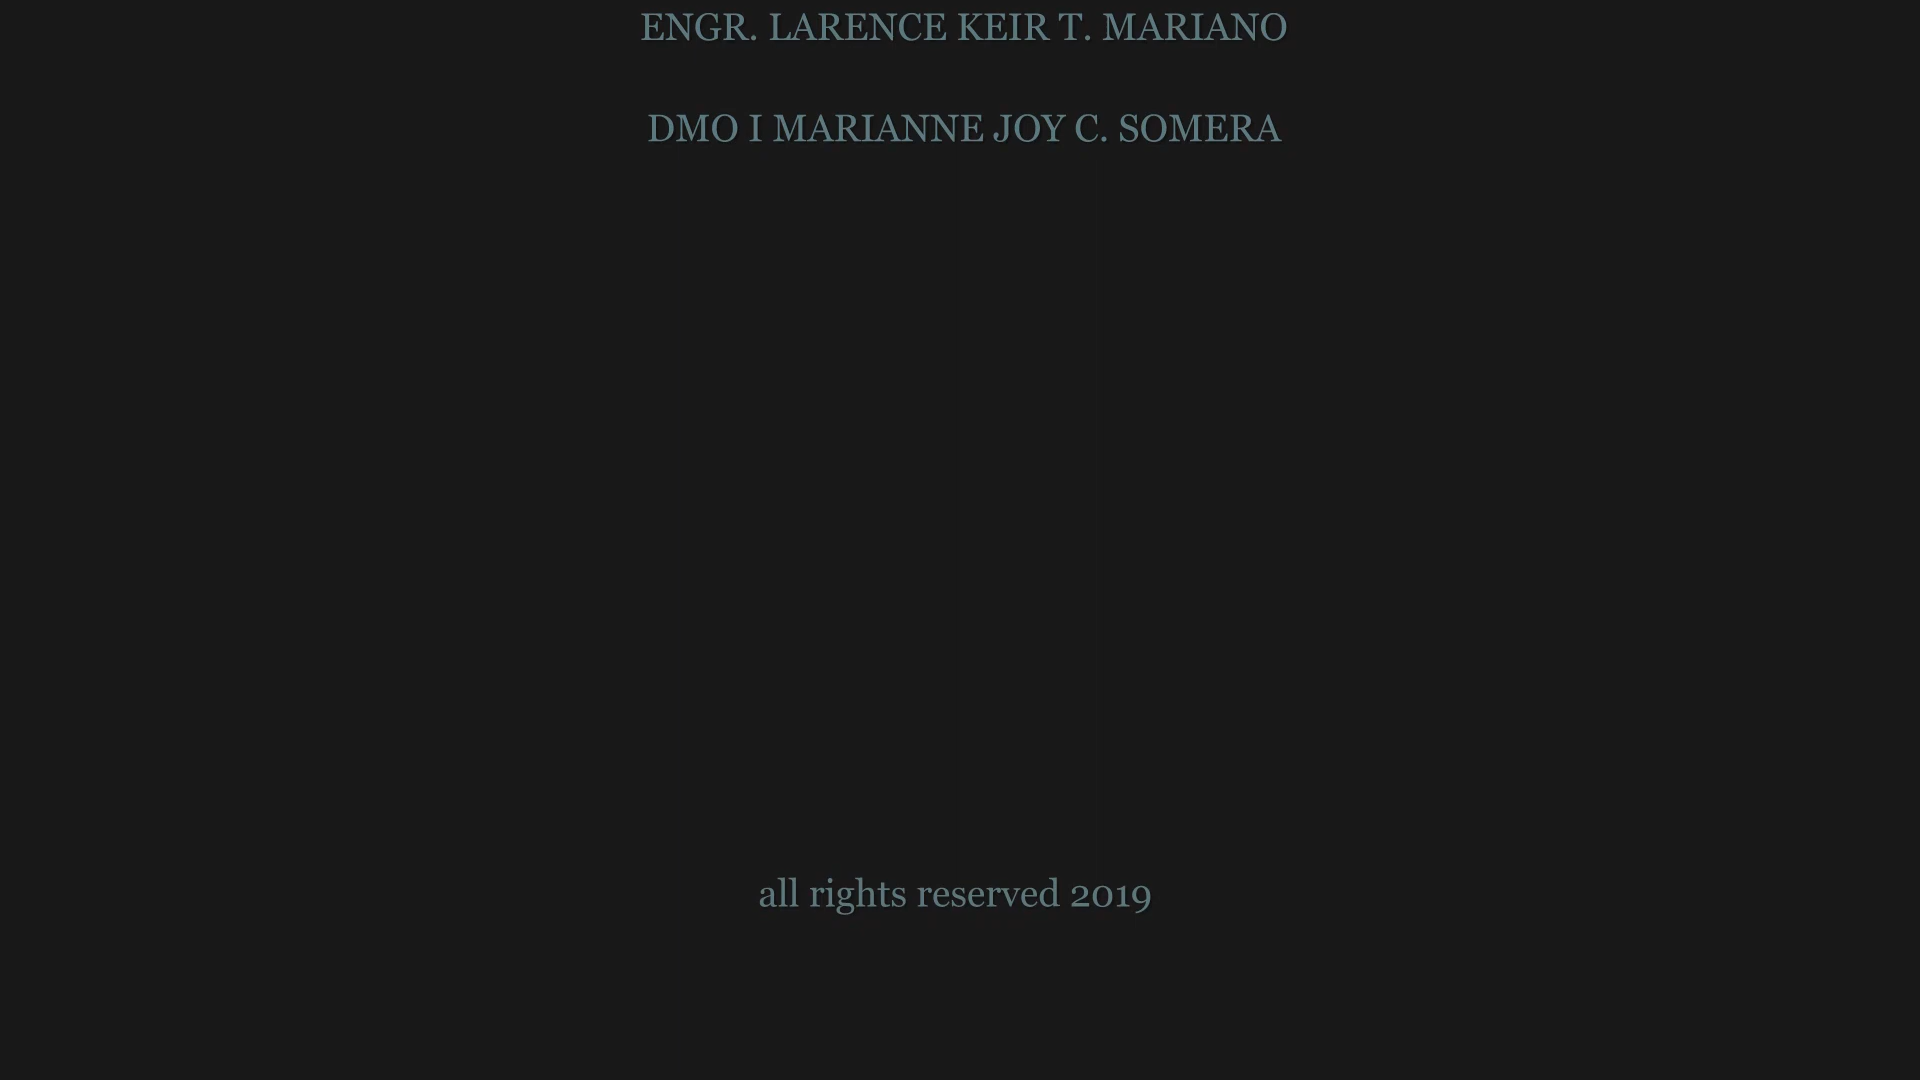 ENGR. LARENCE KEIR T. MARIANO
DMO I MARIANNE JOY C. SOMERA
all rights reserved 2019